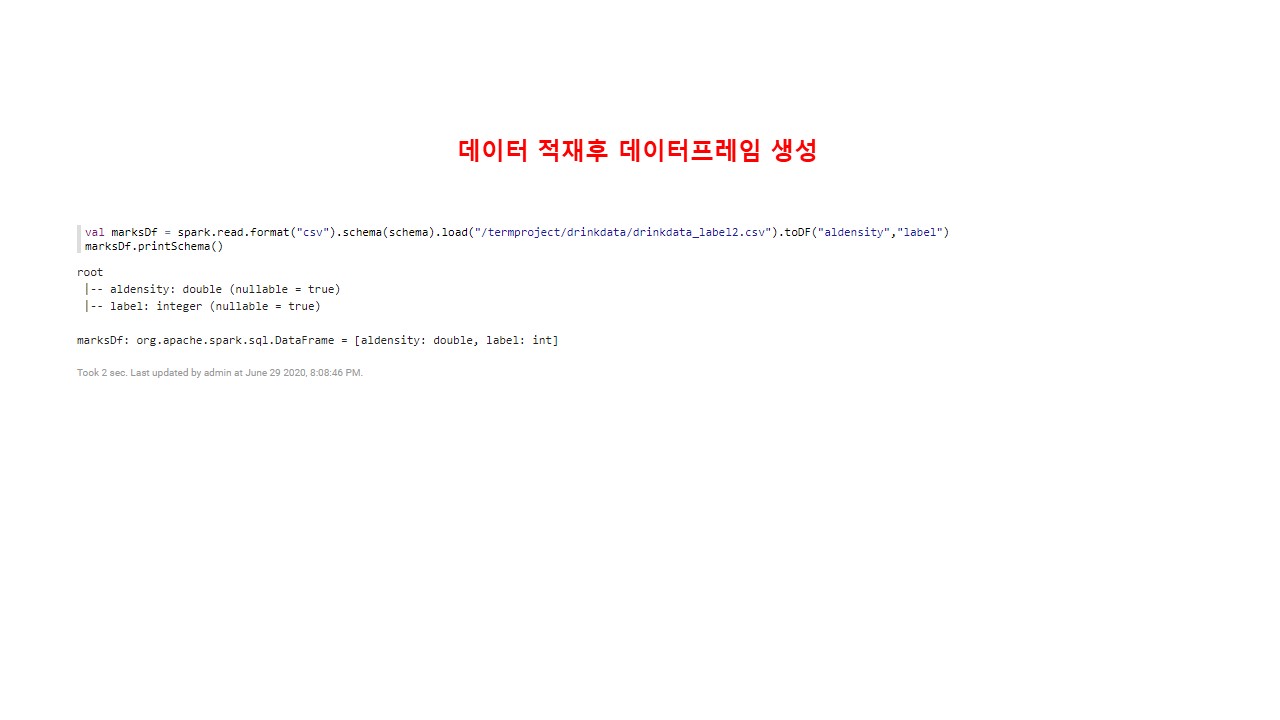 데이터 적재후 데이터프레임 생성
val marksDf = spark.read.format("csv").schema(schema).load("/termproject/drinkdata/drinkdata_label2.csv").toDF("aldensity","label")
marksDf.printSchema()
root
 |-- aldensity: double (nullable = true)
 |-- label: integer (nullable = true)
marksDf: org.apache.spark.sql.DataFrame = [aldensity: double, label: int]
Took 2 sec. Last updated by admin at June 29 2020, 8:08:46 PM.